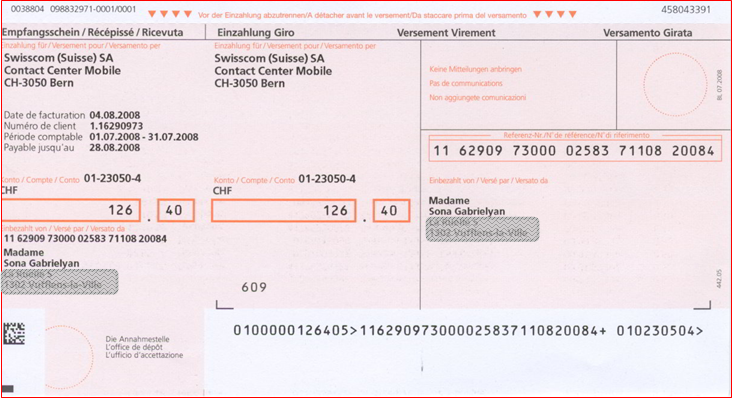 0038804 098832971-0001/0001
Vor der Einzahlung abzutrennen/A détacher avant le versement/Da staccare prima del versamento
458043391
Empfangsschein / Récépissé / Ricevuta
Einzahlung Giro
Versement Virement
Versamento Girata
Einzahlung für/Versement pour/Versamento per
Swisscom (Suisse) SA
Contact Center Mobile
CH-3050 Bern
Date de facturation 04.08.2008
Numéro de client 1.16290973
Période comptable 01.07.2008 - 31.07.2008
Payable jusqu'au 28.08.2008
Konto / Compte / Conto 01-23050-4
CHF
126 . 40
Einbezahlt von / Versé par / Versato da
11 62909 73000 02583 71108 20084
Madame
Sona Gabrielyan
1302 Vufflens-la-Ville
Die Annahmestelle
L'office de dépôt
L'ufficio d'accettazione
Einzahlung für/Versement pour/Versamento per
Swisscom (Suisse) SA
Contact Center Mobile
CH-3050 Bern
Konto / Compte / Conto 01-23050-4
CHF
126 . 40
609
Keine Mitteilungen anbringen
Pas de communications
Non aggiungete comunicazioni
BL 07.2008
Referenz-Nr./N° de référence/N° di riferimento
11 62909 73000 02583 71108 20084
Einbezahlt von / Versé par / Versato da
Madame
Sona Gabrielyan
1302 Vufflens-la-Ville
442.05
0100000126405>116290973000025837110820084+ 010230504>